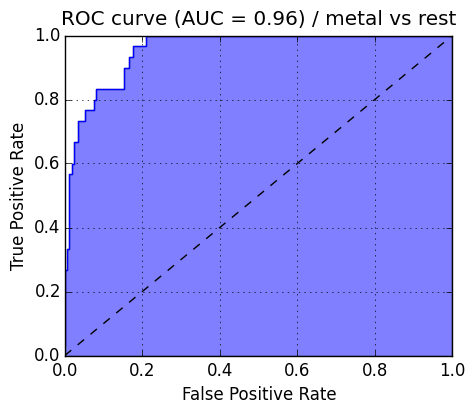 ROC curve (AUC = 0.96) / metal vs rest
1.0
0.8
0.6
0.4
0.2
0.0
True Positive Rate
0.0 0.2 0.4 0.6 0.8 1.0
False Positive Rate